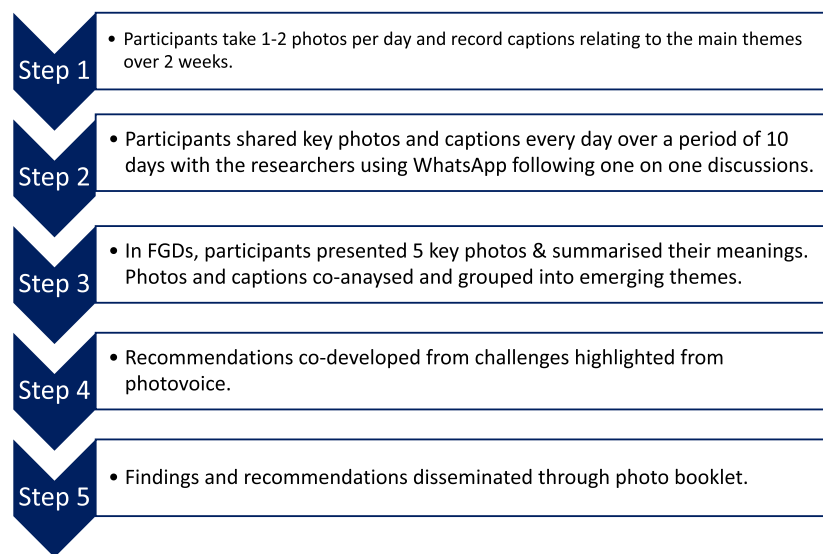 Step 1
• Participants take 1-2 photos per day and record captions relating to the main themes
over 2 weeks.
Step 2
• Participants shared key photos and captions every day over a period of 10
days with the researchers using WhatsApp following one on one discussions.
Step 3
• In FGDs, participants presented 5 key photos & summarised their meanings.
Photos and captions co-anaysed and grouped into emerging themes.
Step 4
• Recommendations co-developed from challenges highlighted from
photovoice.
Step 5
• Findings and recommendations disseminated through photo booklet.